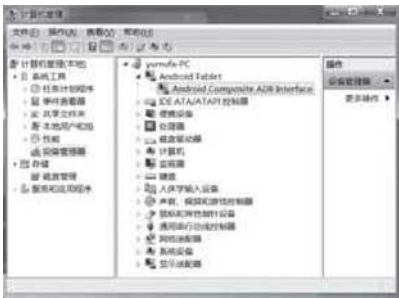 计算机管理
文件(F) 操作(A) 查看(V) 帮助(H)
计算机管理(本地)
系统工具
任务计划程序
事件查看器
共享文件夹
本地用户和组
性能
设备管理器
存储
磁盘管理
服务和应用程序
yumufu-PC
Android Tablet
Android Composite ADB Interface
IDE ATA/ATAPI 控制器
便携设备
处理器
磁盘驱动器
计算机
监视器
键盘
人体学输入设备
声音、视频和游戏控制器
鼠标和其他指针设备
通用串行总线控制器
网络适配器
系统设备
显示适配器
操作
设备管理器
更多操作